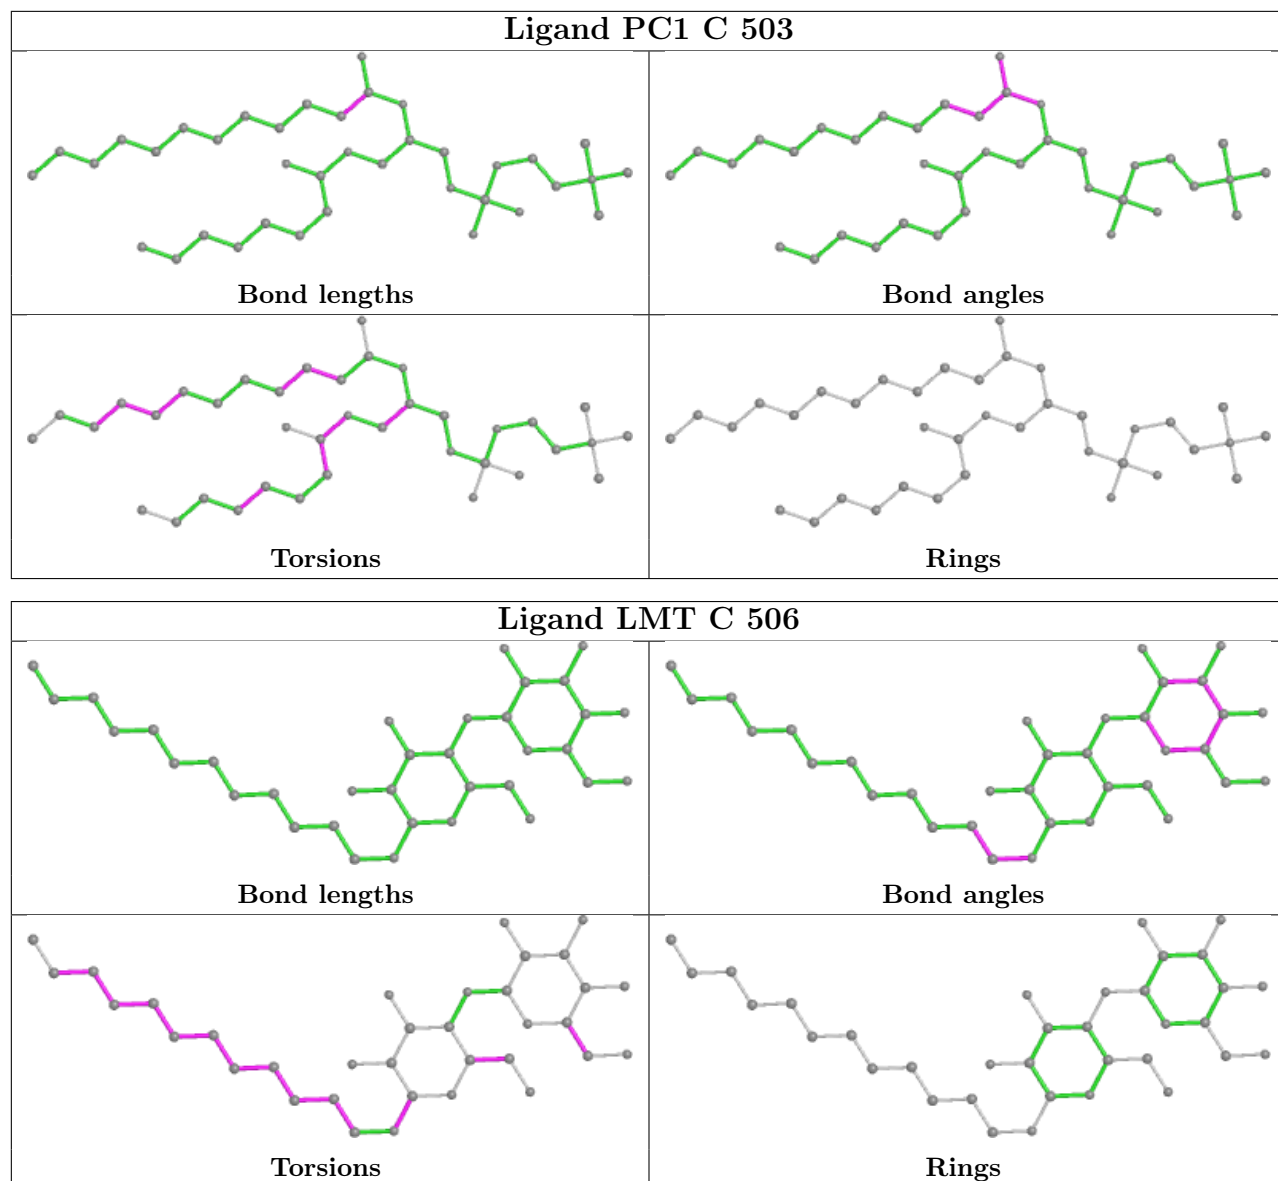 Ligand PC1 C 503
Bond lengths
Bond angles
Torsions
Rings
Ligand LMT C 506
Bond lengths
Bond angles
Torsions
Rings